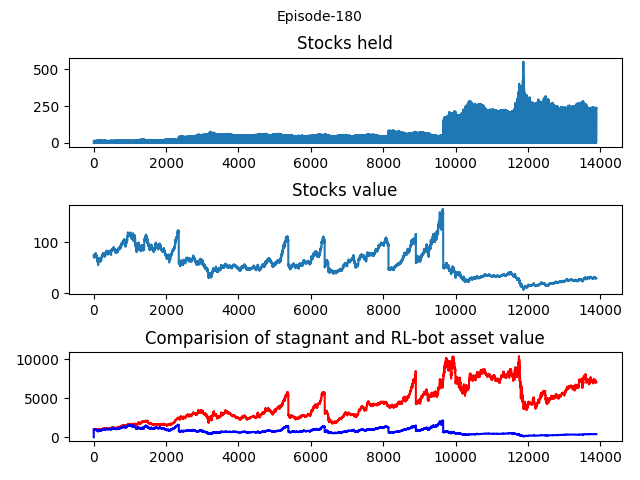 Episode-180
Stocks held
500
250
0
0 2000 4000 6000 8000 10000 12000 14000
Stocks value
100
0
0 2000 4000 6000 8000 10000 12000 14000
Comparision of stagnant and RL-bot asset value
10000
5000
0
0 2000 4000 6000 8000 10000 12000 14000